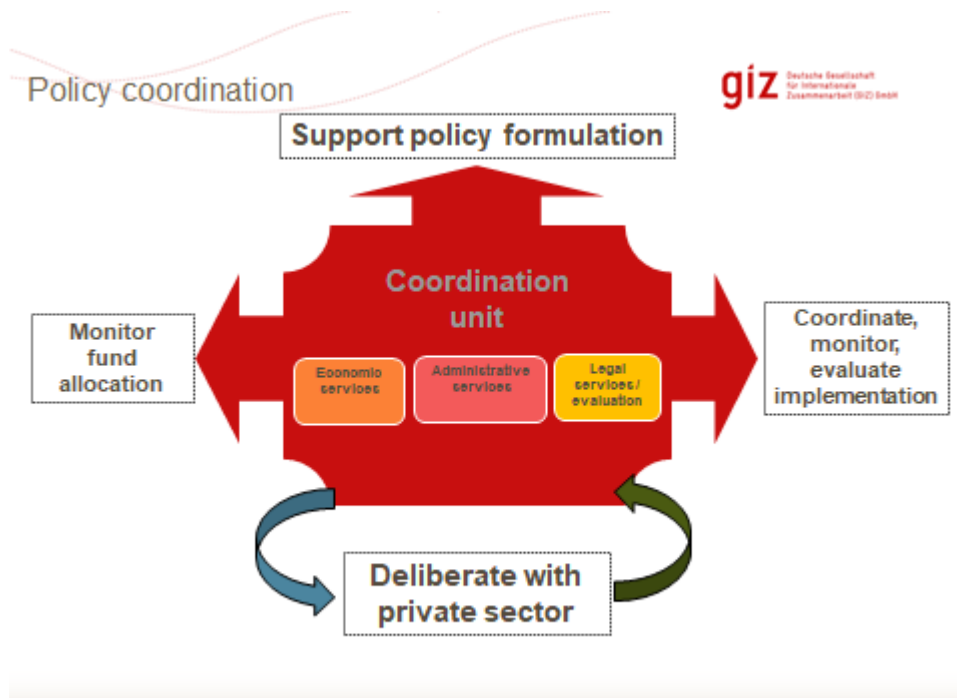 Policy coordination
giz
Deutsche Gesellschaft
für Internationale
Zusammenarbeit (GIZ) GmbH
Support policy formulation
Coordination
unit
Monitor
fund
allocation
Economic
services
Administrative
services
Legal
services/
evaluation
Coordinate,
monitor,
evaluate
implementation
Deliberate with
private sector